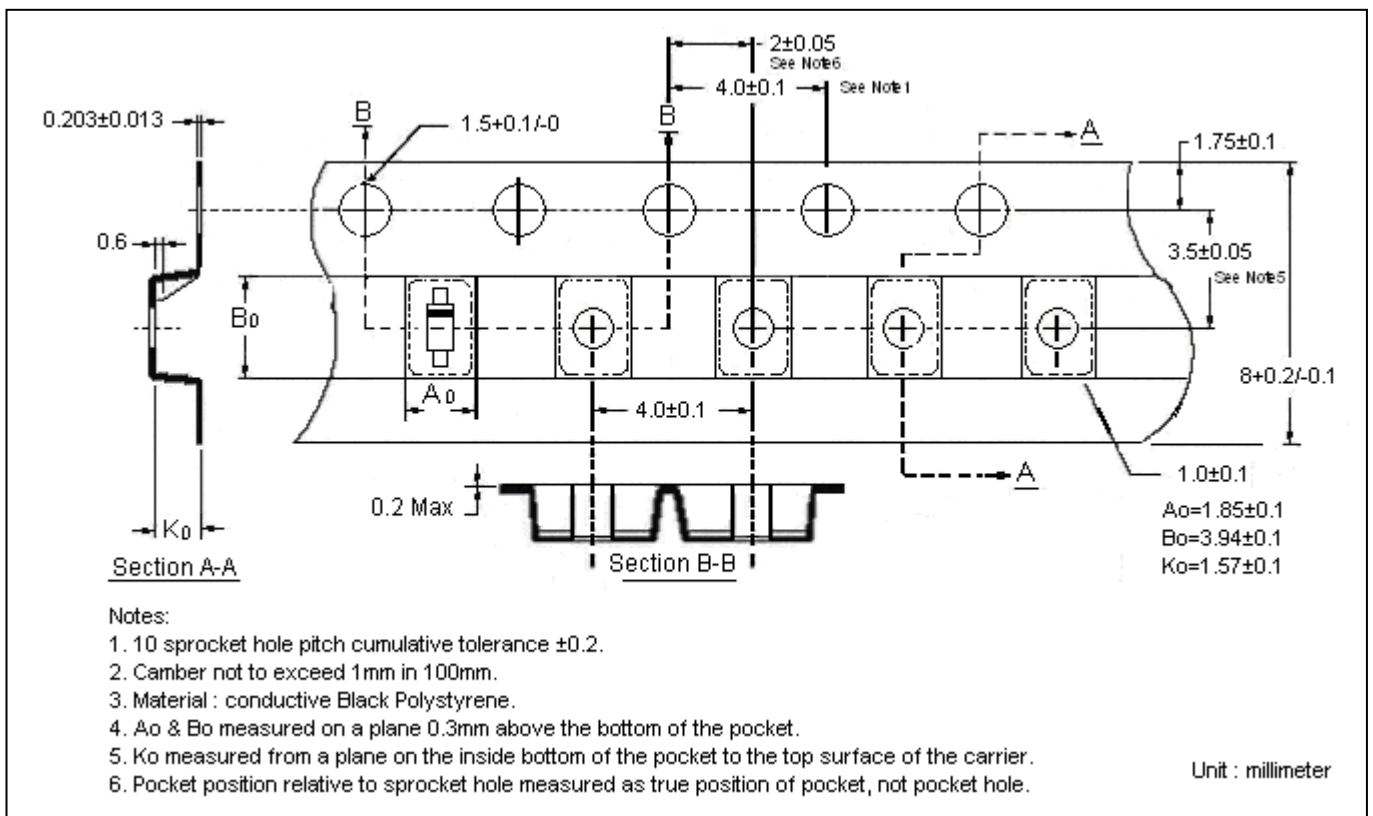 2±0.05
See Note6
4.0±0.1 See Note1
0.203±0.013
B
1.5+0.1/-0
B
A
1.75±0.1
0.6
3.5±0.05
See Note5
B0
A0
4.0±0.1
8+0.2/-0.1
0.2 Max
A
1.0±0.1
K0
Section A-A
Section B-B
Ao=1.85±0.1
Bo=3.94±0.1
Ko=1.57±0.1
Notes:
1. 10 sprocket hole pitch cumulative tolerance ±0.2.
2. Camber not to exceed 1mm in 100mm.
3. Material : conductive Black Polystyrene.
4. Ao & Bo measured on a plane 0.3mm above the bottom of the pocket.
5. Ko measured from a plane on the inside bottom of the pocket to the top surface of the carrier.
6. Pocket position relative to sprocket hole measured as true position of pocket, not pocket hole.
Unit : millimeter